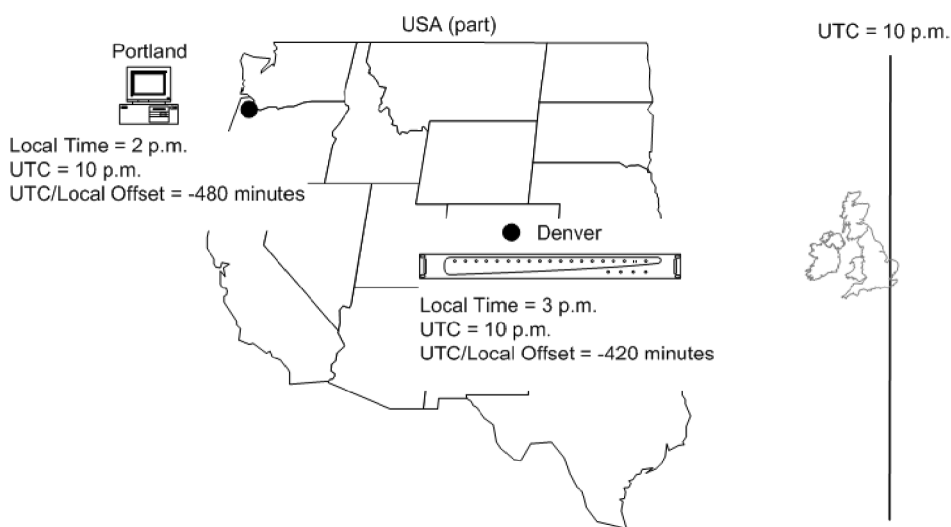 USA (part)
UTC = 10 p.m.
Portland
Local Time = 2 p.m.
UTC = 10 p.m.
UTC/Local Offset = -480 minutes
Denver
Local Time = 3 p.m.
UTC = 10 p.m.
UTC/Local Offset = -420 minutes